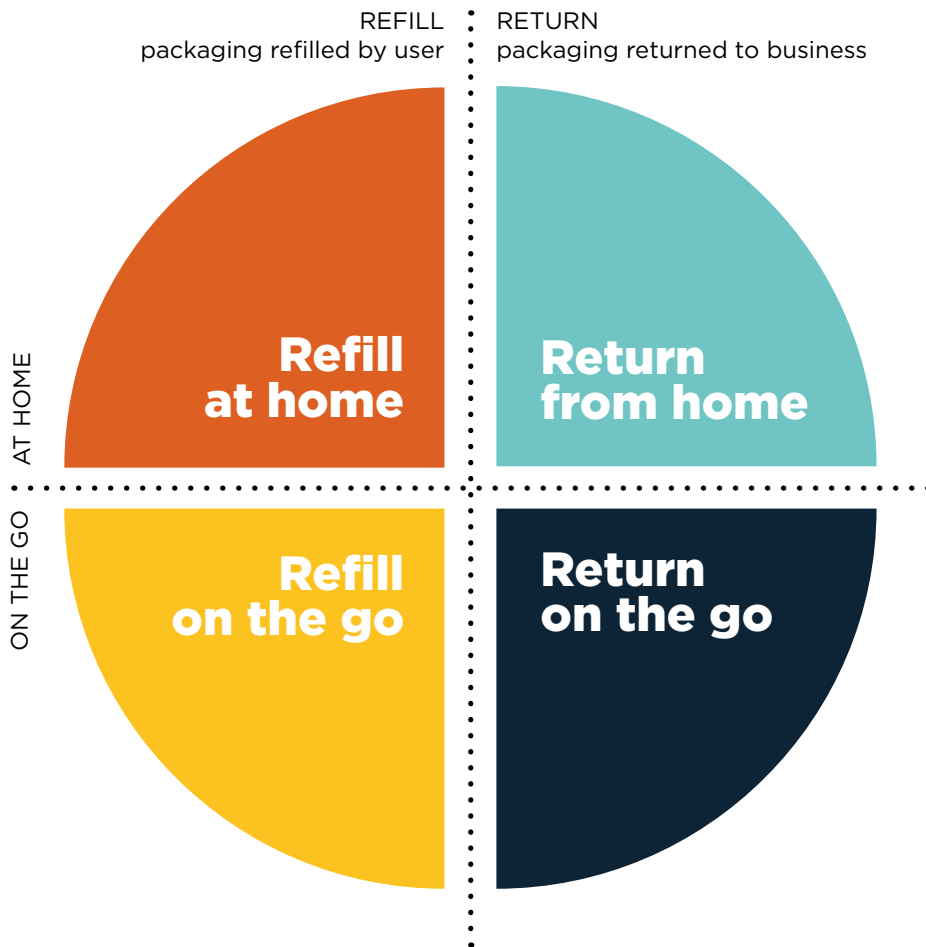 REFILL
packaging refilled by user
RETURN
packaging returned to business
AT HOME
Refill
at home
Return
from home
ON THE GO
Refill
on the go
Return
on the go